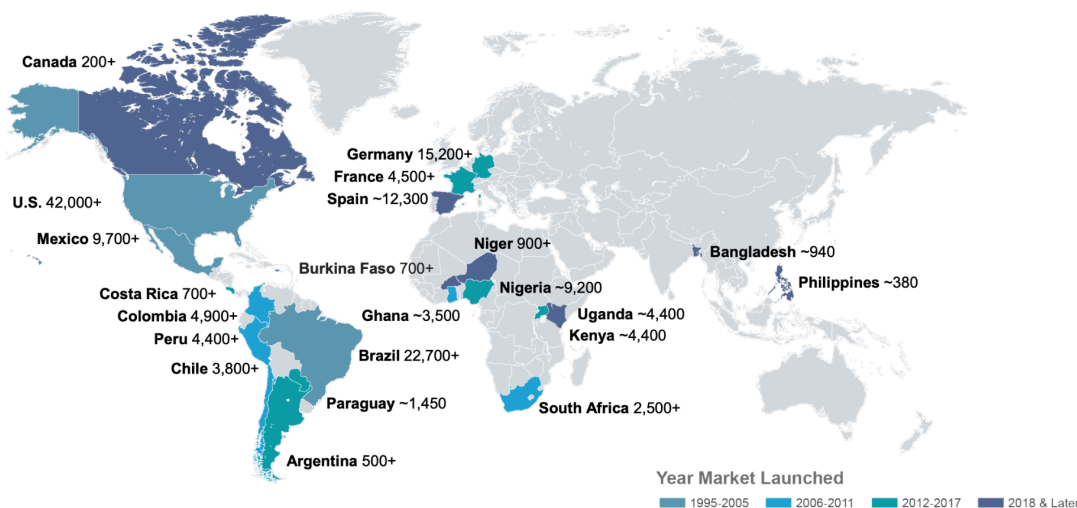 Canada 200+
U.S. 42,000+
Mexico 9,700+
Costa Rica 700+
Colombia 4,900+
Peru 4,400+
Chile 3,800+
Brazil 22,700+
Paraguay ~1,450
Argentina 500+
Germany 15,200+
France 4,500+
Spain ~12,300
Niger 900+
Burkina Faso 700+
Nigeria ~9,200
Ghana ~3,500
Uganda ~4,400
Kenya ~4,400
South Africa 2,500+
Bangladesh ~940
Philippines ~380
Year Market Launched
1995-2005
2006-2011
2012-2017
2018 & Later